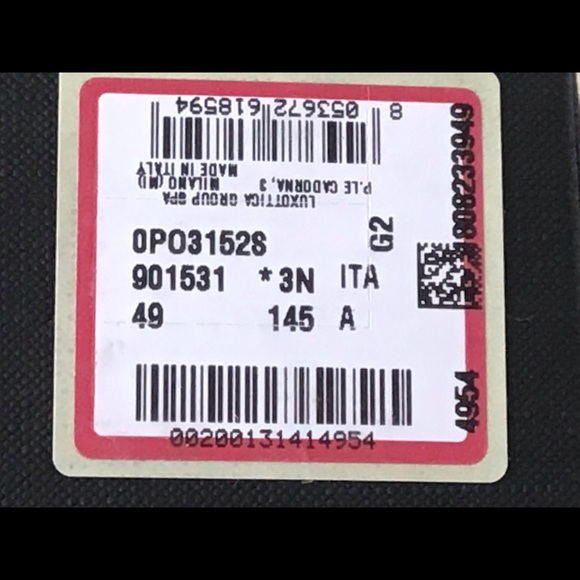 8 053672 618594
LUXOTTICA GROUP SPA
P.LE CADORNA, 3 MILANO (MI)
MADE IN ITALY
0PO3152S
G2
901531 *3N ITA
49 145 A
00200131414954
1808233949
4954